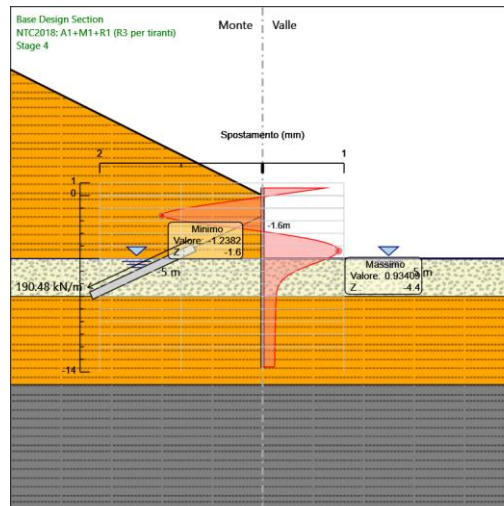 Base Design Section
NTC2018: A1+M1+R1 (R3 per tiranti)
Stage 4
Monte
Valle
Spostamento (mm)
2
1
1
0
-1.6m
Minimo
Valore: -1.2382
Z -1.6
5 m
190.48 kN/m
Massimo
Valore: 0.93409
Z -4.4
5 m
-14